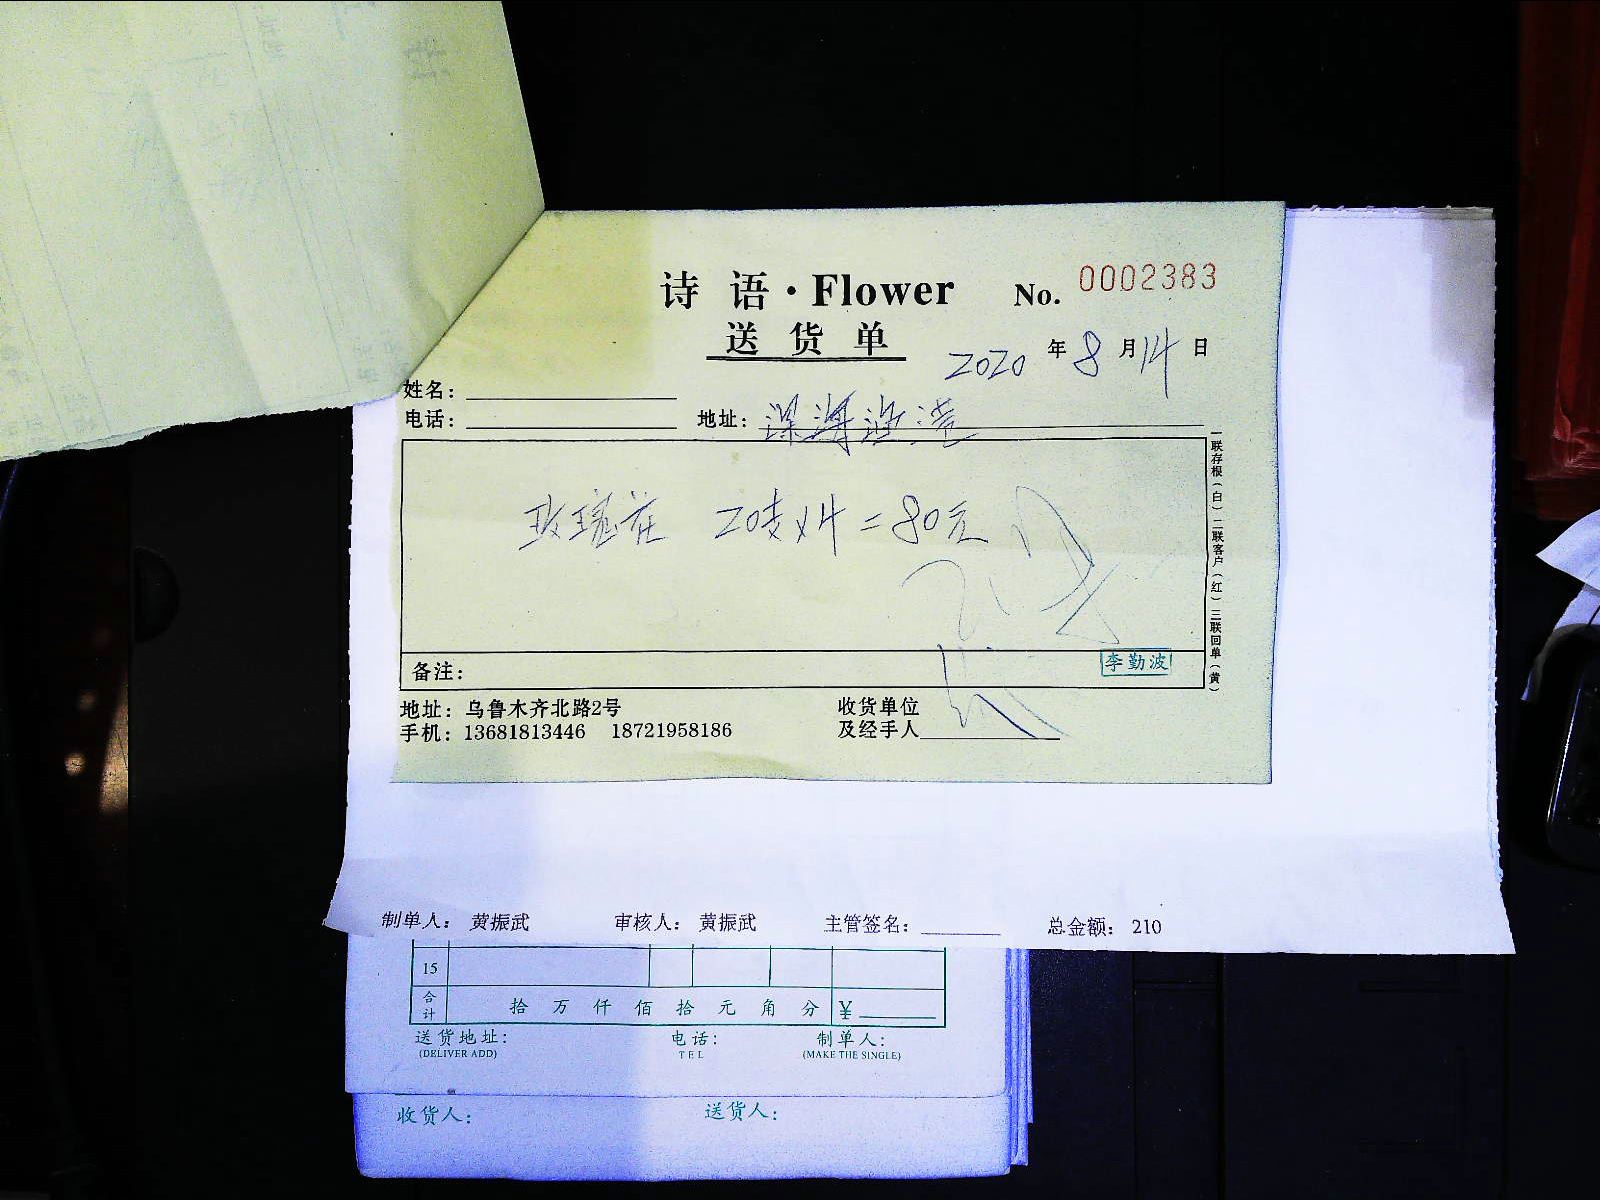 诗语·Flower No. 0002383
送货单
2020年8月14日
姓名：
电话： 地址：
玫瑰花 20支×4=80元
备注：
李勤波
地址：乌鲁木齐北路2号
手机：13681813446 18721958186
收货单位
及经手人
一联存根（白）二联客户（红）三联回单（黄）
制单人： 黄振武 审核人： 黄振武 主管签名： 总金额： 210
15
合计 拾 万 仟 佰 拾 元 角 分 ¥
送货地址： 电话： 制单人：
(DELIVER ADD) TEL (MAKE THE SINGLE)
收货人： 送货人：